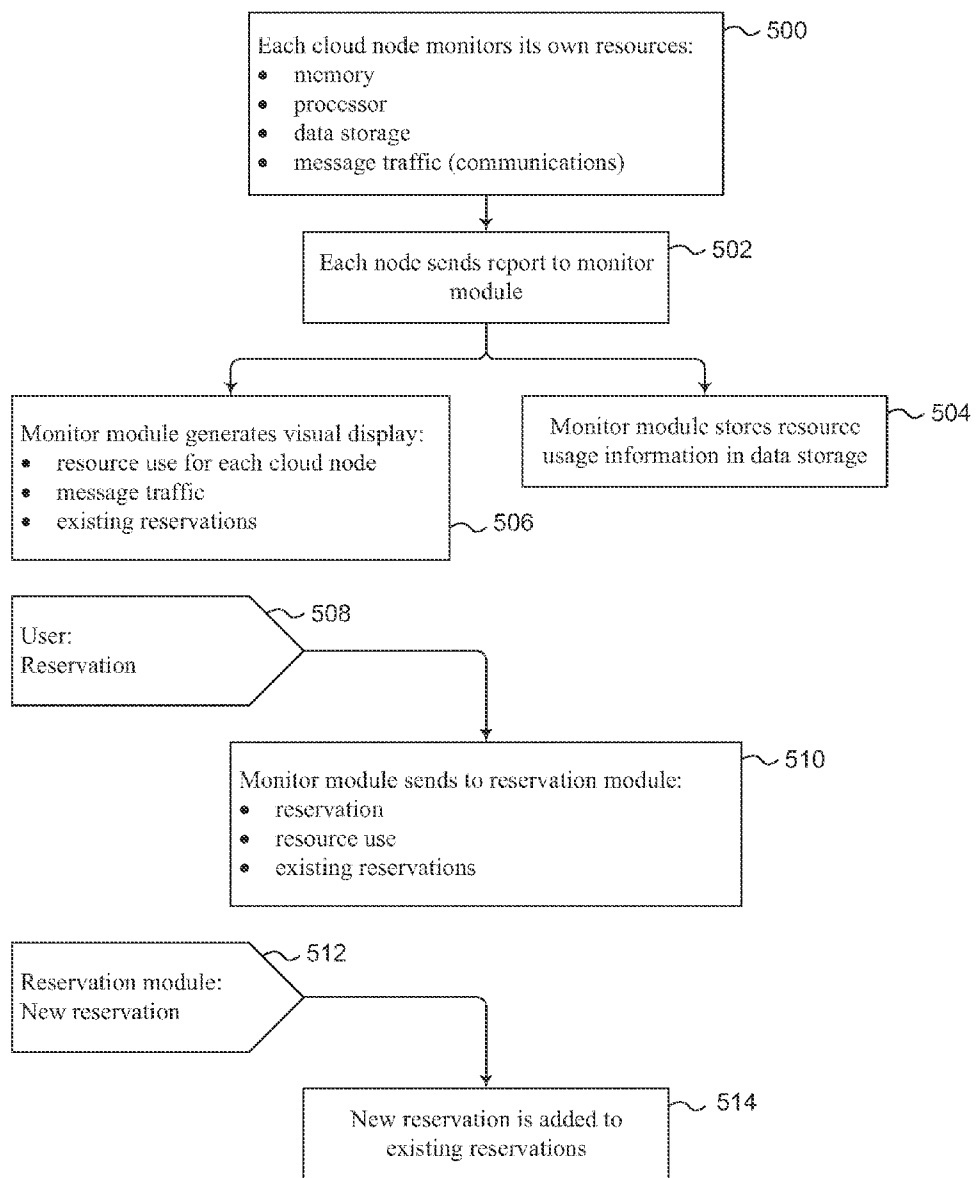 500
Each cloud node monitors its own resources:
• memory
• processor
• data storage
• message traffic (communications)
502
Each node sends report to monitor
module
504
Monitor module stores resource
usage information in data storage
Monitor module generates visual display:
• resource use for each cloud node
• message traffic
• existing reservations
506
508
User:
Reservation
510
Monitor module sends to reservation module:
• reservation
• resource use
• existing reservations
512
Reservation module:
New reservation
514
New reservation is added to
existing reservations